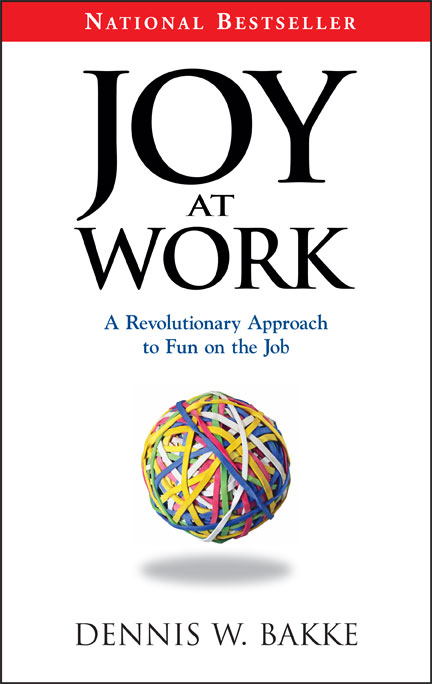 NATIONAL BESTSELLER
JOY
AT
WORK
A Revolutionary Approach
to Fun on the Job
DENNIS W. BAKKE